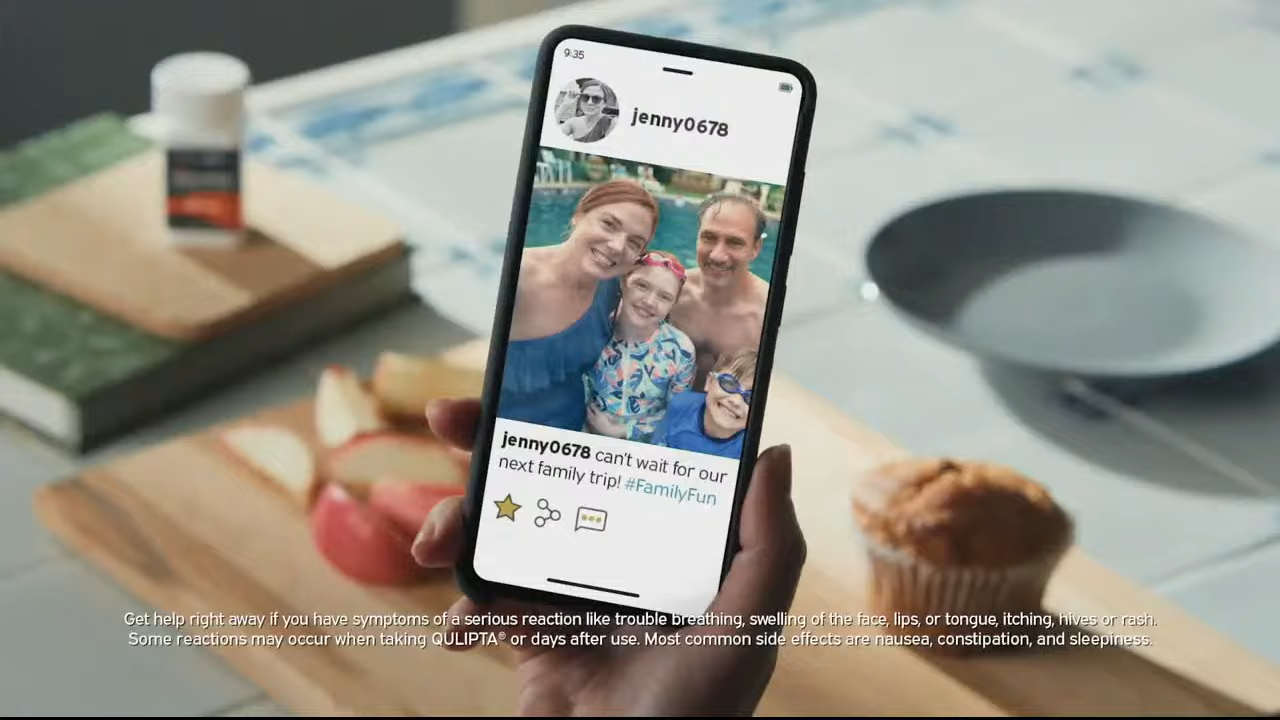 9:35
jenny0678
jenny0678 can't wait for our
next family trip! #FamilyFun
Get help right away if you have symptoms of a serious reaction like trouble breathing, swelling of the face, lips, or tongue, itching, hives or rash.
Some reactions may occur when taking QULIPTA® or days after use. Most common side effects are nausea, constipation, and sleepiness.